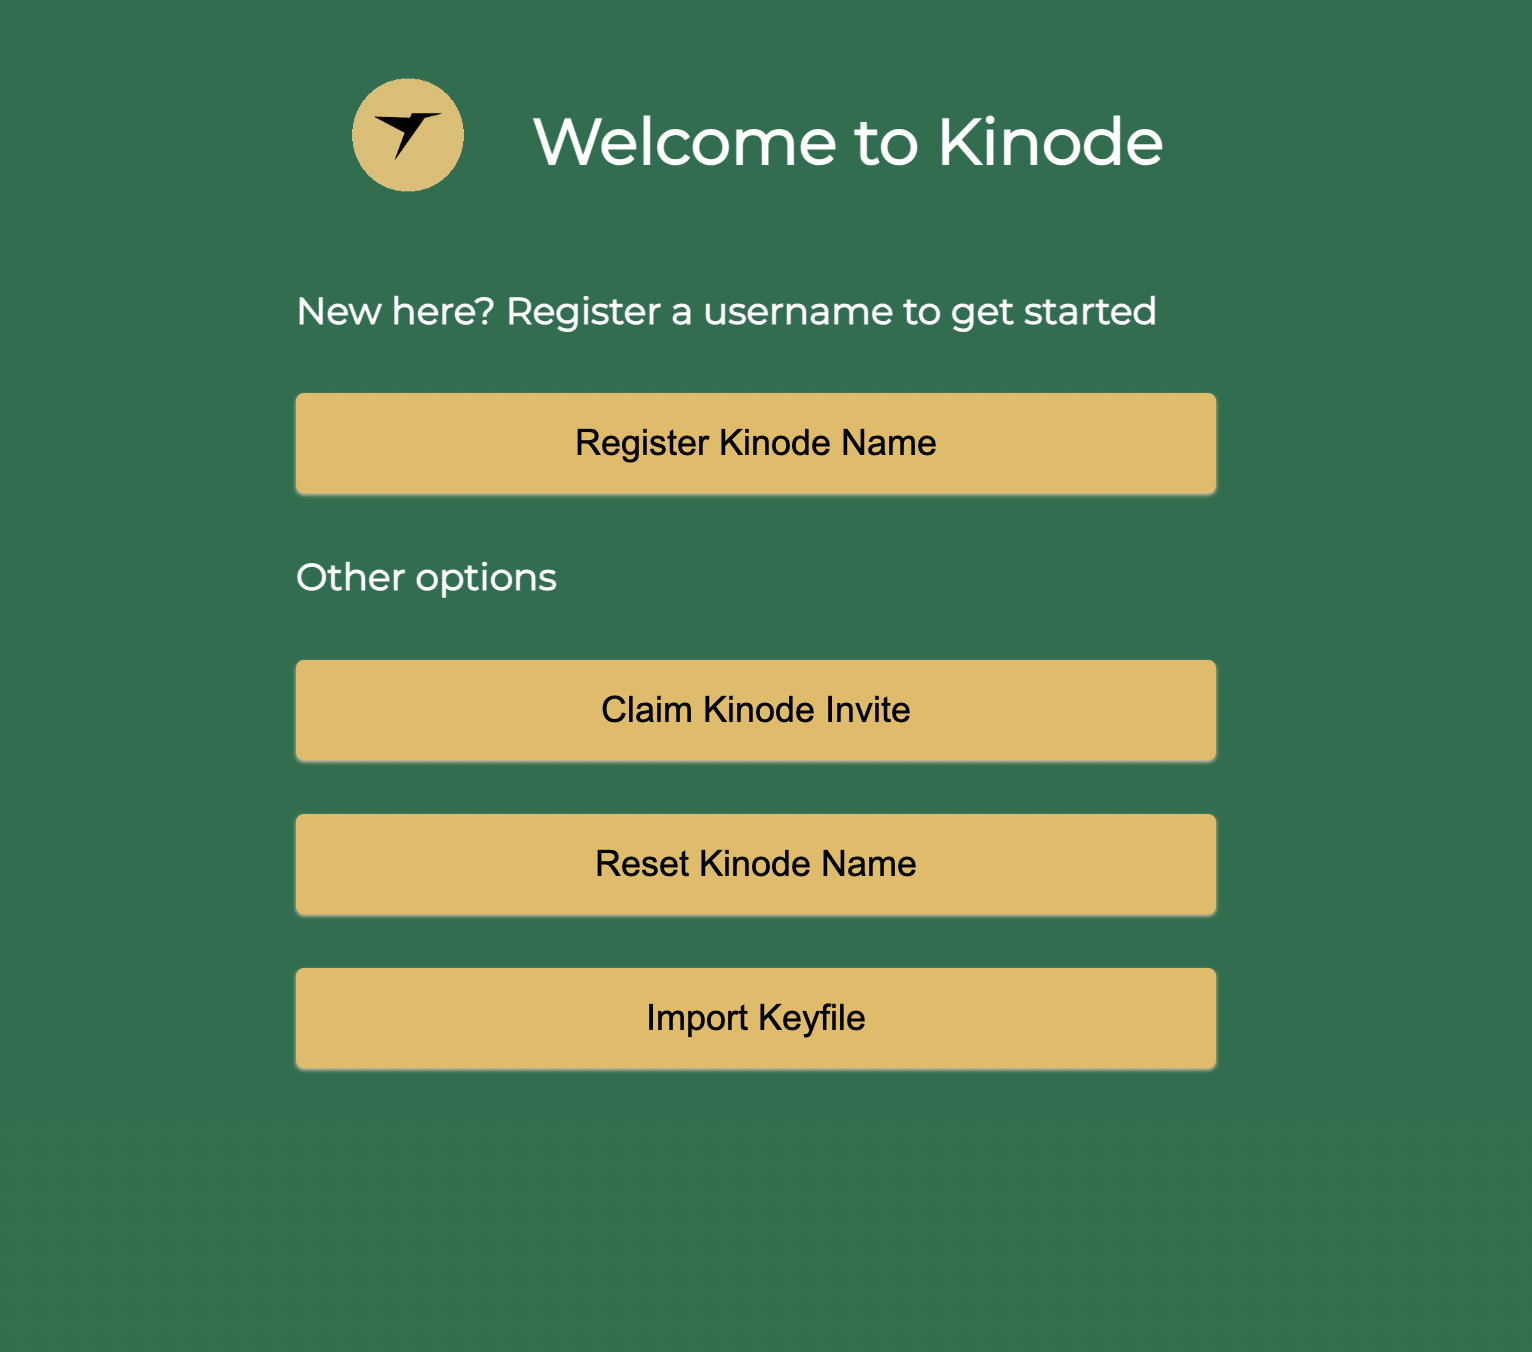 Welcome to Kinode
New here? Register a username to get started
Register Kinode Name
Other options
Claim Kinode Invite
Reset Kinode Name
Import Keyfile